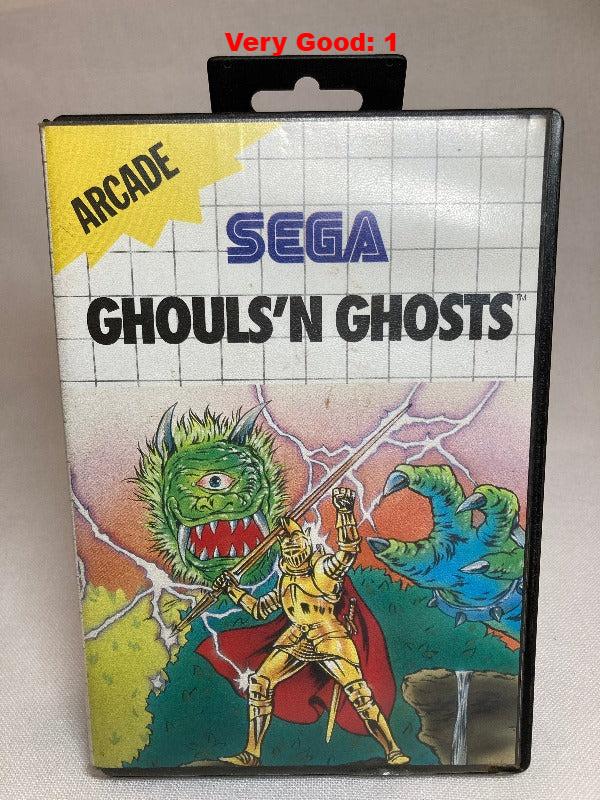 Very Good: 1
ARCADE
SEGA
GHOULS'N GHOSTS™